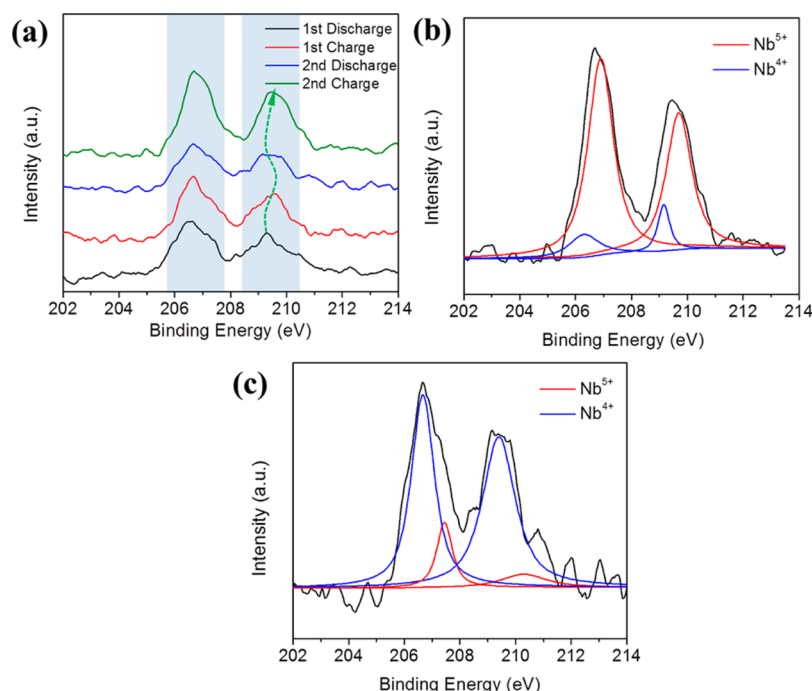 (a)
1st Discharge
1st Charge
2nd Discharge
2nd Charge
Intensity (a.u.)
202 204 206 208 210 212 214
Binding Energy (eV)
(b)
Nb5+
Nb4+
Intensity (a.u.)
202 204 206 208 210 212 214
Binding Energy (eV)
(c)
Nb5+
Nb4+
Intensity (a.u.)
202 204 206 208 210 212 214
Binding Energy (eV)